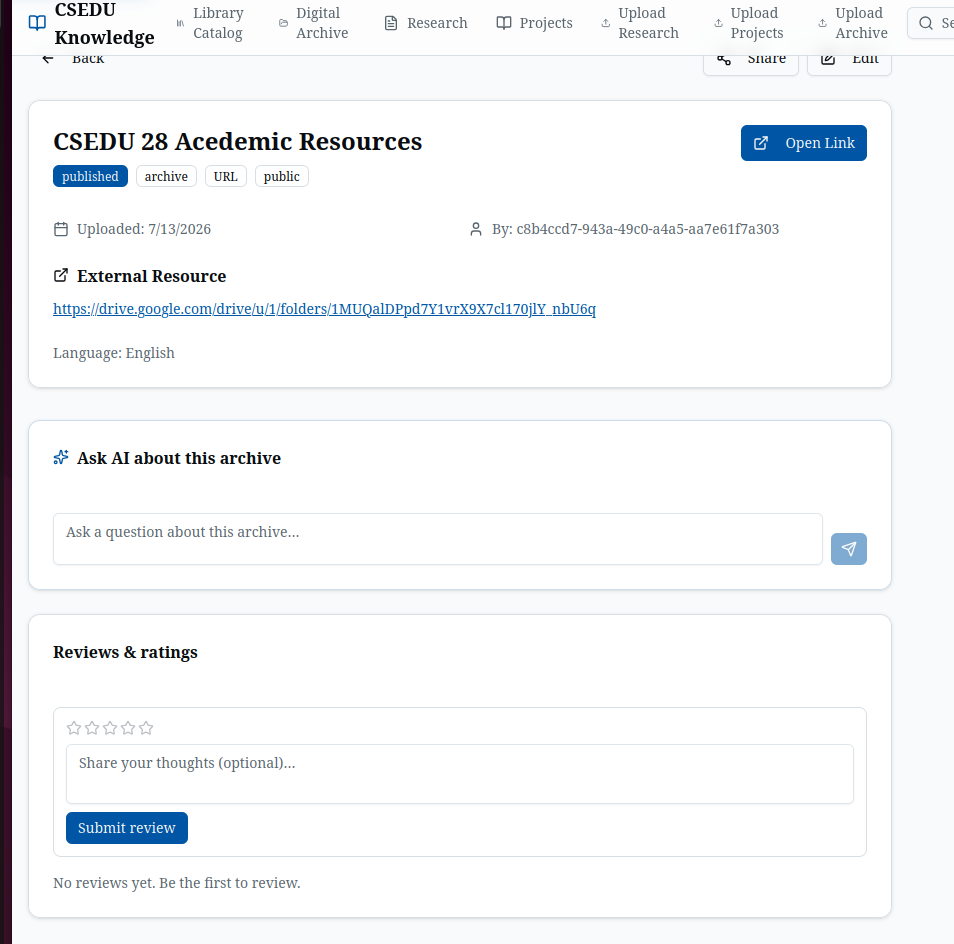 CSEDU Knowledge
Library Catalog
Digital Archive
Research
Projects
Upload Research
Upload Projects
Upload Archive
Back
Share
Edit
CSEDU 28 Acedemic Resources
Open Link
published
archive
URL
public
Uploaded: 7/13/2026
By: c8b4ccd7-943a-49c0-a4a5-aa7e61f7a303
External Resource
https://drive.google.com/drive/u/1/folders/1MUQalDPpd7Y1vrX9X7cl170jlY_nbU6q
Language: English
Ask AI about this archive
Ask a question about this archive...
Reviews & ratings
Share your thoughts (optional)...
Submit review
No reviews yet. Be the first to review.